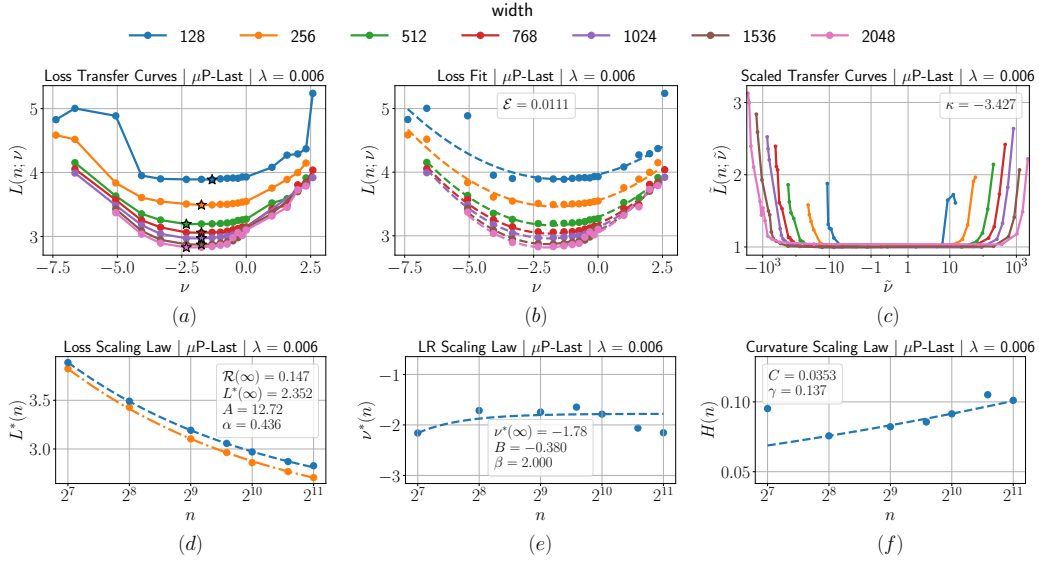 width
128 256 512 768 1024 1536 2048
Loss Transfer Curves | μP-Last | λ = 0.006
L(n; ν)
5
4
3
−7.5 −5.0 −2.5 0.0 2.5
ν
(a)
Loss Fit | μP-Last | λ = 0.006
ℰ = 0.0111
L(n; ν)
5
4
3
−7.5 −5.0 −2.5 0.0 2.5
ν
(b)
Scaled Transfer Curves | μP-Last | λ = 0.006
κ = −3.427
L̃(n; ν̃)
3
2
1
−10³ −10 −1 1 10 10³
ν̃
(c)
Loss Scaling Law | μP-Last | λ = 0.006
ℛ(∞) = 0.147
L*(∞) = 2.352
A = 12.72
α = 0.436
L*(n)
3.5
3.0
2⁷ 2⁸ 2⁹ 2¹⁰ 2¹¹
n
(d)
LR Scaling Law | μP-Last | λ = 0.006
ν*(n)
−1
−2
−3
ν*(∞) = −1.78
B = −0.380
β = 2.000
2⁷ 2⁸ 2⁹ 2¹⁰ 2¹¹
n
(e)
Curvature Scaling Law | μP-Last | λ = 0.006
C = 0.0353
γ = 0.137
H(n)
0.10
0.05
2⁷ 2⁸ 2⁹ 2¹⁰ 2¹¹
n
(f)